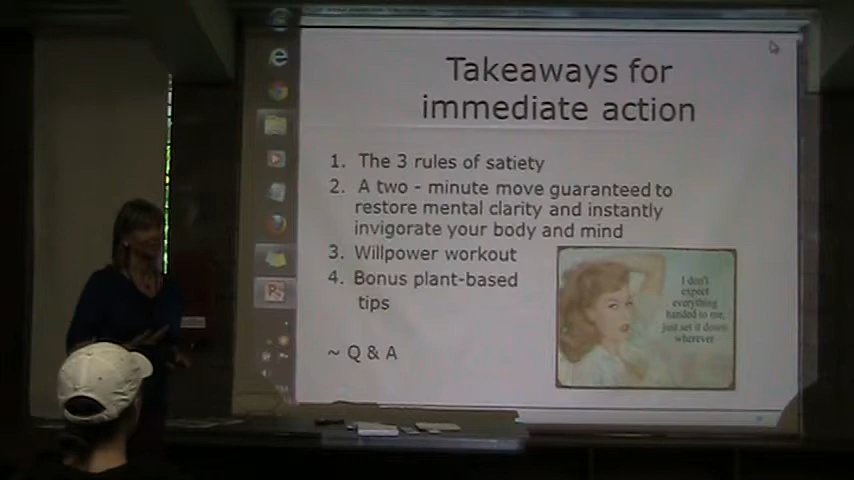 Takeaways for
immediate action
1. The 3 rules of satiety
2. A two - minute move guaranteed to
restore mental clarity and instantly
invigorate your body and mind
3. Willpower workout
4. Bonus plant-based
tips
~ Q & A
I don't
expect
everything
handed to me,
just set it down
wherever